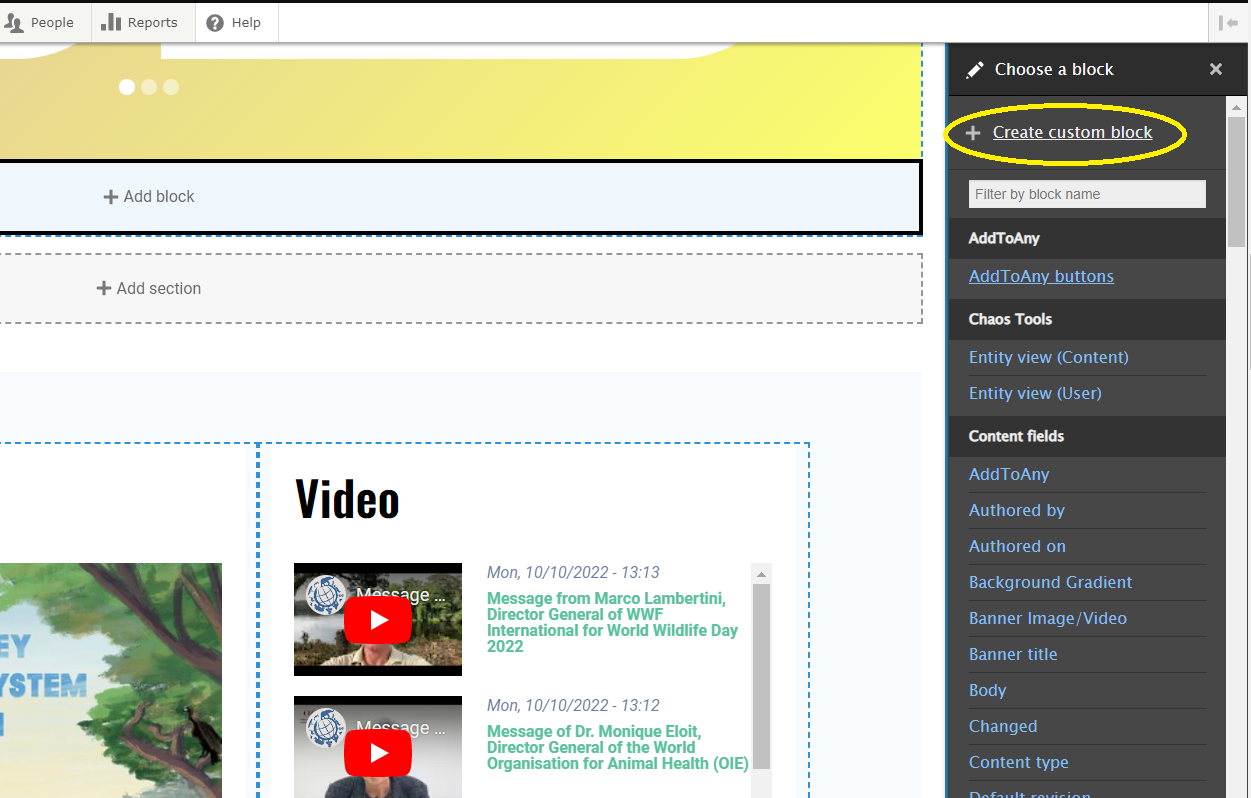 People
Reports
Help
Add block
Add section
EY
YSTEM
Video
Message ...
Mon, 10/10/2022 - 13:13
Message from Marco Lambertini,
Director General of WWF
International for World Wildlife Day
2022
Message ...
Mon, 10/10/2022 - 13:12
Message of Dr. Monique Eloit,
Director General of the World
Organisation for Animal Health (OIE)
Choose a block
Create custom block
Filter by block name
AddToAny
AddToAny buttons
Chaos Tools
Entity view (Content)
Entity view (User)
Content fields
AddToAny
Authored by
Authored on
Background Gradient
Banner Image/Video
Banner title
Body
Changed
Content type
Default revision